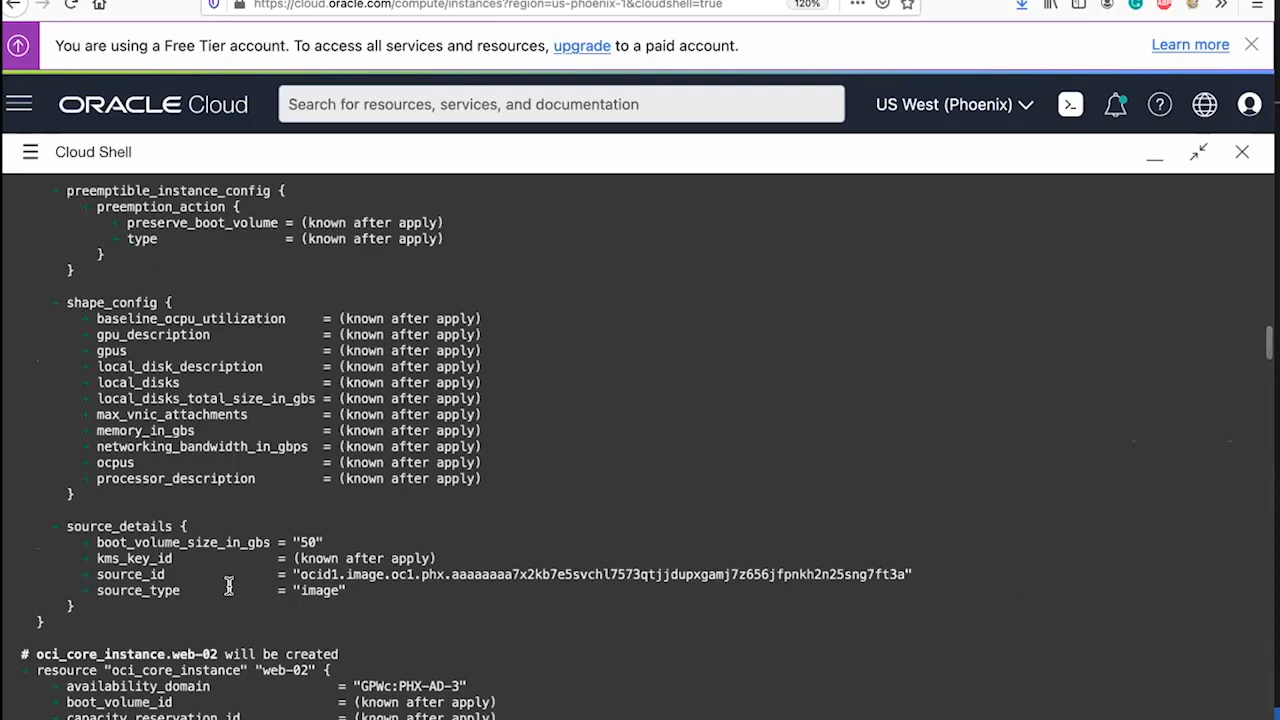 https://cloud.oracle.com/compute/instances?region=us-phoenix-1&cloudshell=true
120%
You are using a Free Tier account. To access all services and resources, upgrade to a paid account.
Learn more
ORACLE Cloud
Search for resources, services, and documentation
US West (Phoenix)
Cloud Shell
+ preemptible_instance_config {
+ preemption_action {
+ preserve_boot_volume = (known after apply)
+ type = (known after apply)
}
}
+ shape_config {
+ baseline_ocpu_utilization = (known after apply)
+ gpu_description = (known after apply)
+ gpus = (known after apply)
+ local_disk_description = (known after apply)
+ local_disks = (known after apply)
+ local_disks_total_size_in_gbs = (known after apply)
+ max_vnic_attachments = (known after apply)
+ memory_in_gbs = (known after apply)
+ networking_bandwidth_in_gbps = (known after apply)
+ ocpus = (known after apply)
+ processor_description = (known after apply)
}
+ source_details {
+ boot_volume_size_in_gbs = "50"
+ kms_key_id = (known after apply)
+ source_id = "ocid1.image.oc1.phx.aaaaaaaa7x2kb7e5svchl7573qtjjdupxgamj7z656jfpnkh2n25sng7ft3a"
+ source_type = "image"
}
}
# oci_core_instance.web-02 will be created
+ resource "oci_core_instance" "web-02" {
+ availability_domain = "GPWc:PHX-AD-3"
+ boot_volume_id = (known after apply)
+ capacity_reservation_id = (known after apply)